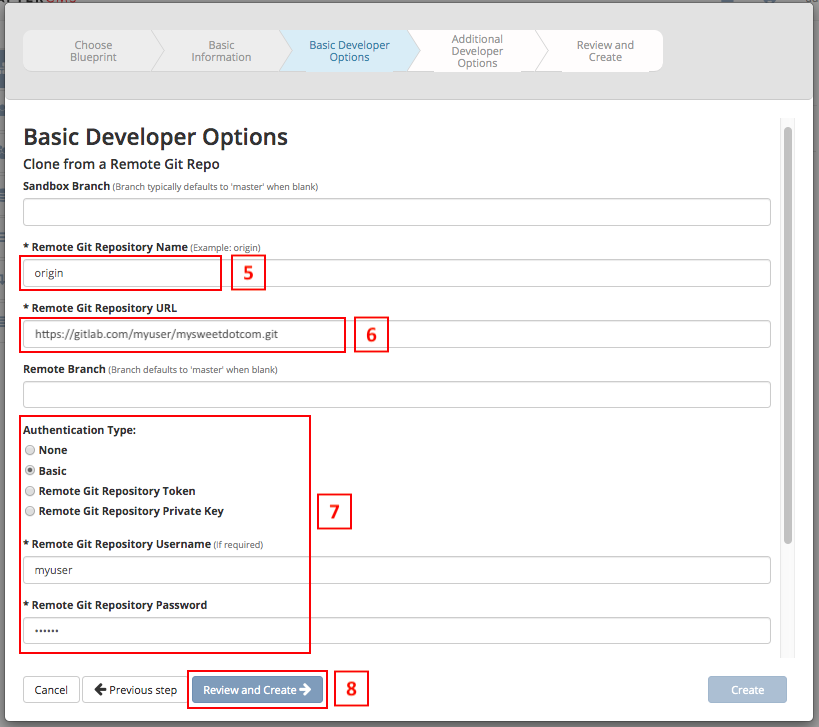 Choose
Blueprint
Basic
Information
Basic Developer
Options
Additional
Developer
Options
Review and
Create
Basic Developer Options
Clone from a Remote Git Repo
Sandbox Branch (Branch typically defaults to 'master' when blank)
* Remote Git Repository Name (Example: origin)
origin
5
* Remote Git Repository URL
https://gitlab.com/myuser/mysweetdotcom.git
6
Remote Branch (Branch defaults to 'master' when blank)
Authentication Type:
None
Basic
Remote Git Repository Token
Remote Git Repository Private Key
7
* Remote Git Repository Username (If required)
myuser
* Remote Git Repository Password
••••••
Cancel
Previous step
Review and Create
8
Create